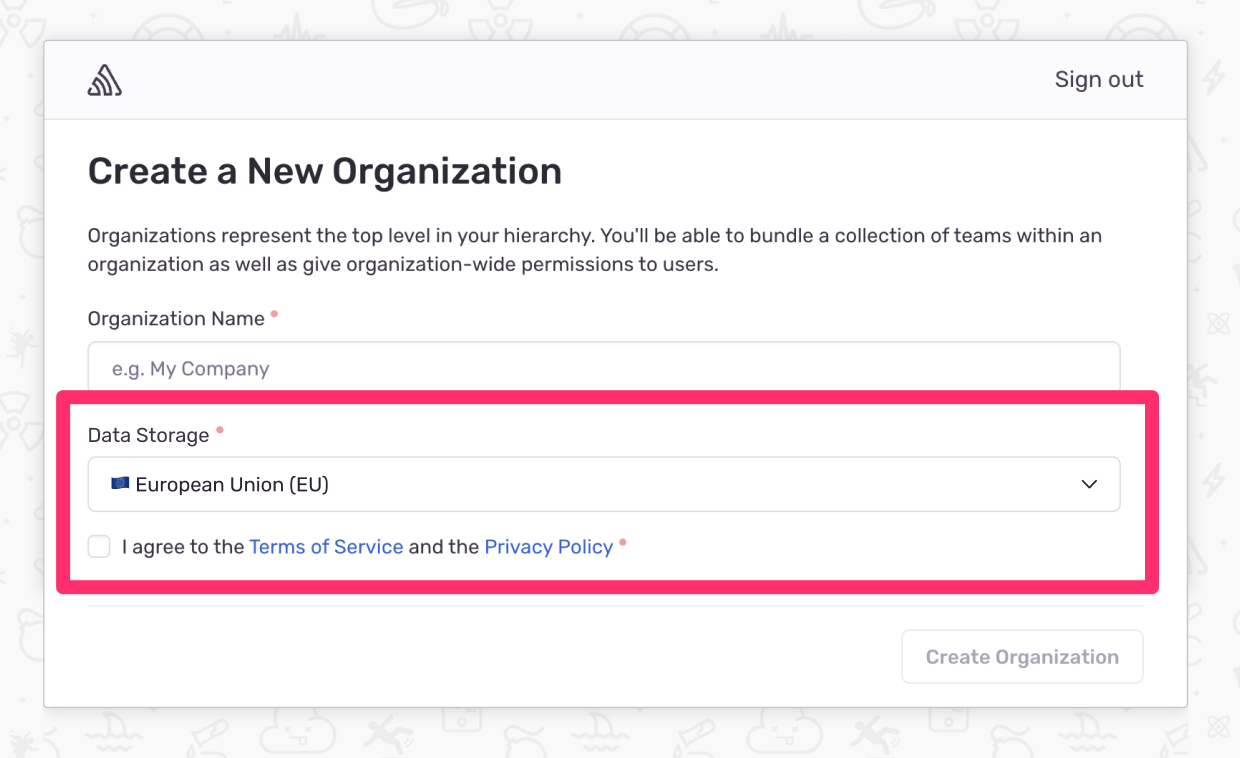 Sign out
Create a New Organization
Organizations represent the top level in your hierarchy. You'll be able to bundle a collection of teams within an
organization as well as give organization-wide permissions to users.
Organization Name
e.g. My Company
Data Storage
European Union (EU)
I agree to the Terms of Service and the Privacy Policy
Create Organization